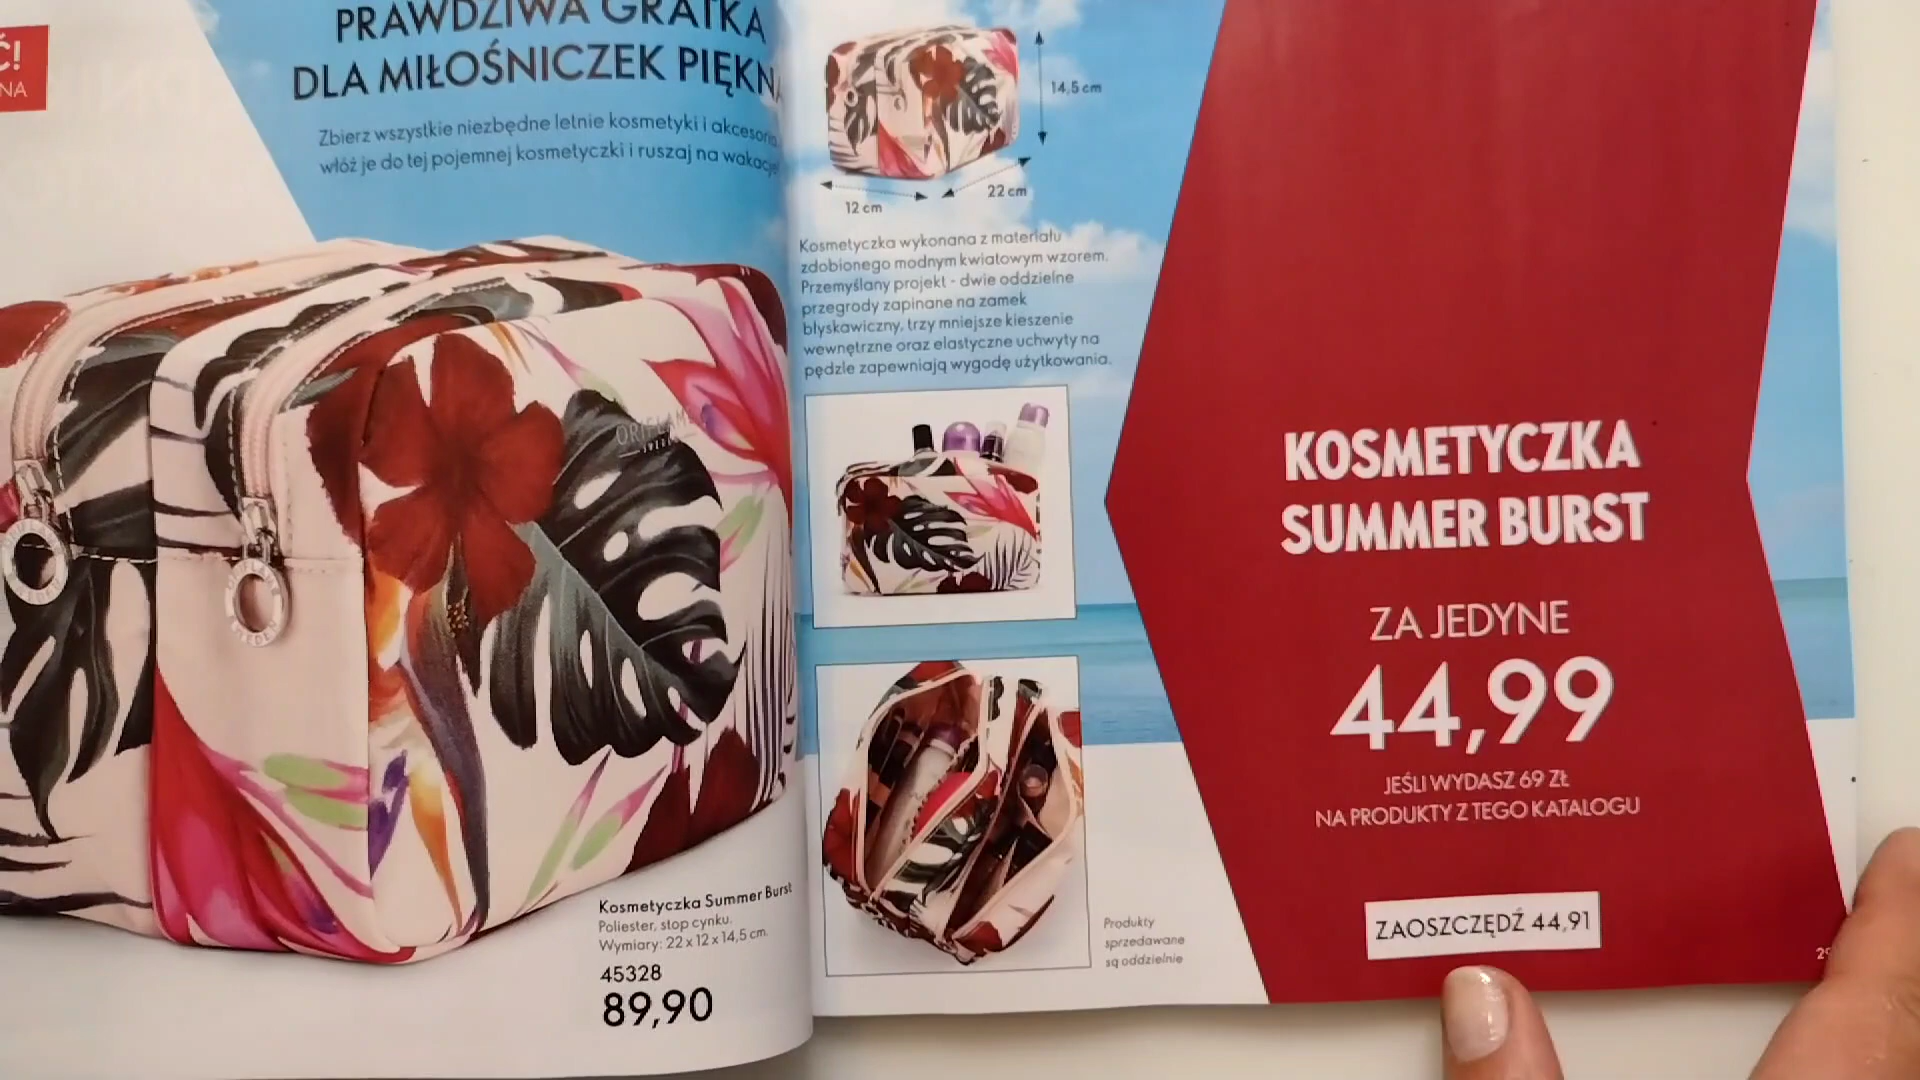 Ć!
NA
PRAWDZIWA GRATKA
DLA MIŁOŚNICZEK PIĘKNA
Zbierz wszystkie niezbędne letnie kosmetyki i akcesoria,
włóż je do tej pojemnej kosmetyczki i ruszaj na wakacje!
ORIFLAME
SWEDEN
Kosmetyczka Summer Burst
Poliester, stop cynku.
Wymiary: 22 x 12 x 14,5 cm.
45328
89,90
14,5 cm
22 cm
12 cm
Kosmetyczka wykonana z materiału
zdobionego modnym kwiatowym wzorem.
Przemyślany projekt - dwie oddzielne
przegrody zapinane na zamek
błyskawiczny, trzy mniejsze kieszenie
wewnętrzne oraz elastyczne uchwyty na
pędzle zapewniają wygodę użytkowania.
Produkty
sprzedawane
są oddzielnie
KOSMETYCZKA
SUMMER BURST
ZA JEDYNE
44,99
JEŚLI WYDASZ 69 ZŁ
NA PRODUKTY Z TEGO KATALOGU
ZAOSZCZĘDŹ 44,91